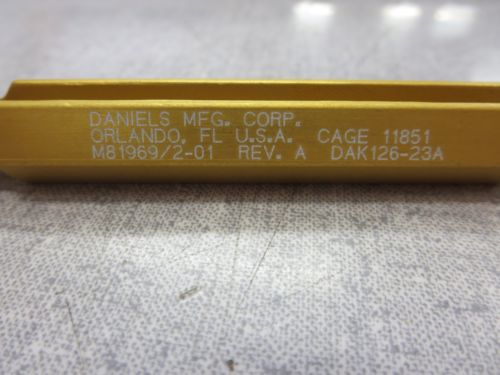 DANIELS MFG. CORP.
ORLANDO, FL U.S.A. CAGE 11851
M81969/2-01 REV. A DAK126-23A